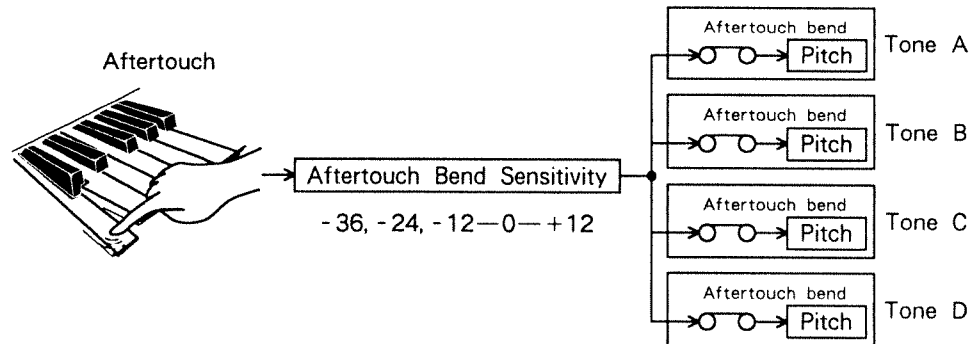 Aftertouch
Aftertouch Bend Sensitivity
-36, -24, -12—0—+12
Aftertouch bend
Pitch
Tone A
Aftertouch bend
Pitch
Tone B
Aftertouch bend
Pitch
Tone C
Aftertouch bend
Pitch
Tone D